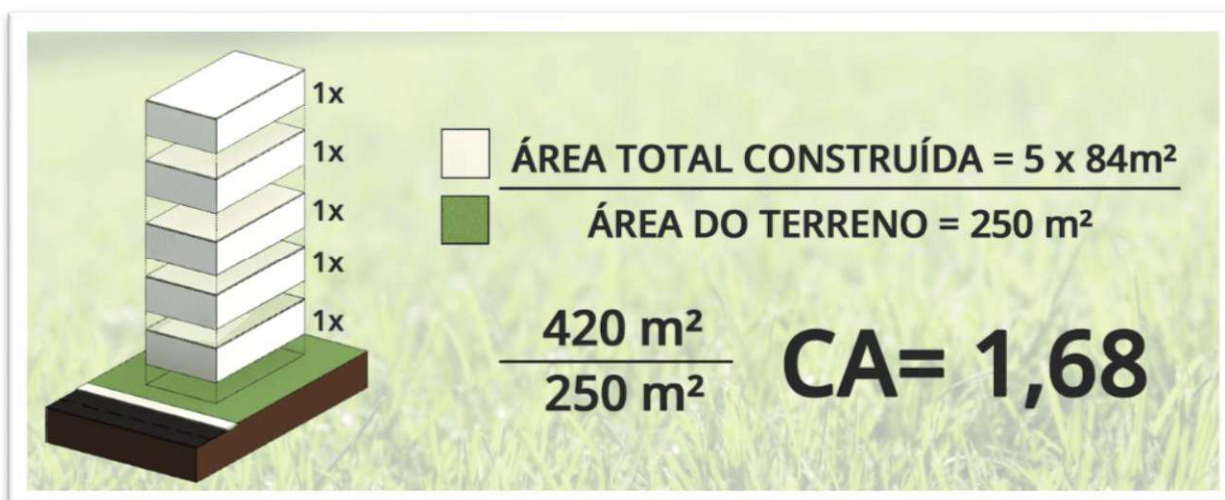 1x
1x
1x
1x
1x
ÁREA TOTAL CONSTRUÍDA = 5 x 84m²
ÁREA DO TERRENO = 250 m²
420 m²
250 m²
CA= 1,68